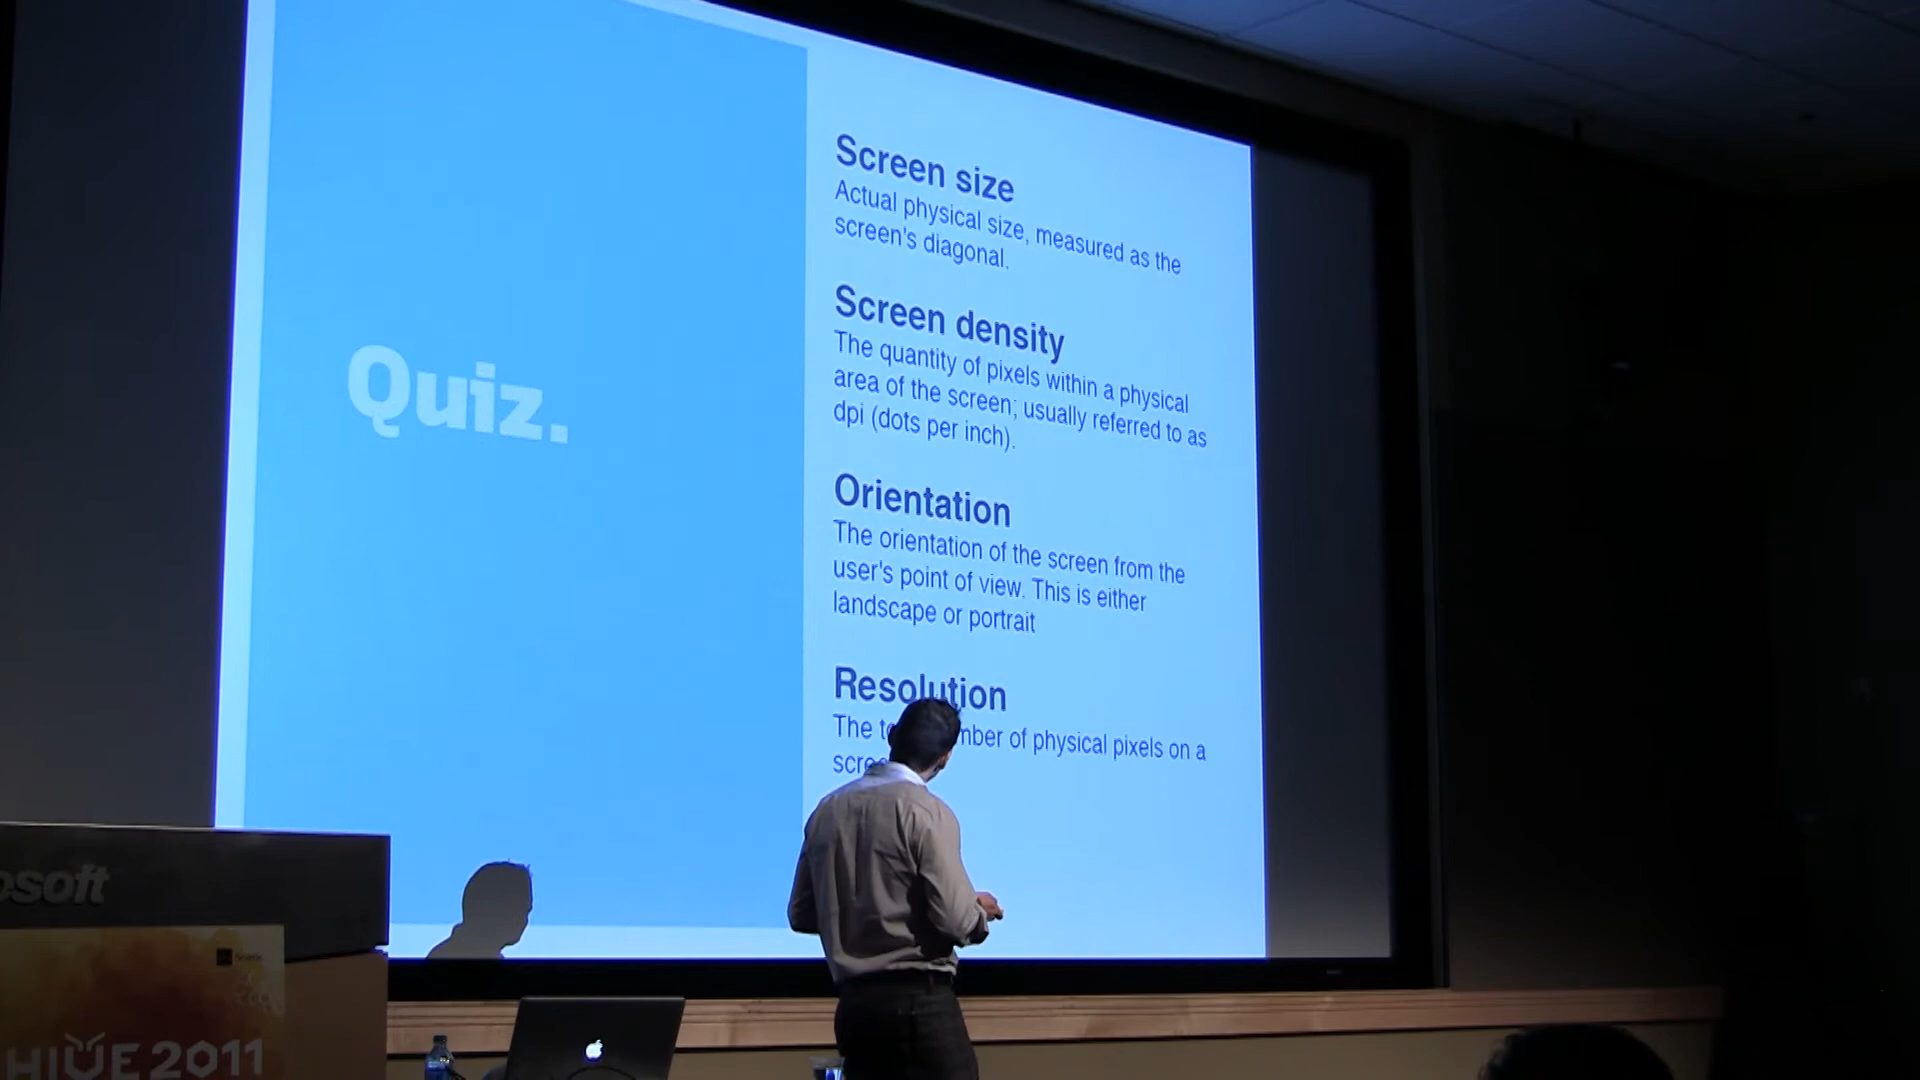 Quiz.
Screen size
Actual physical size, measured as the
screen's diagonal.
Screen density
The quantity of pixels within a physical
area of the screen; usually referred to as
dpi (dots per inch).
Orientation
The orientation of the screen from the
user's point of view. This is either
landscape or portrait
Resolution
The of physical pixels on a
osoft
HIVE 2011